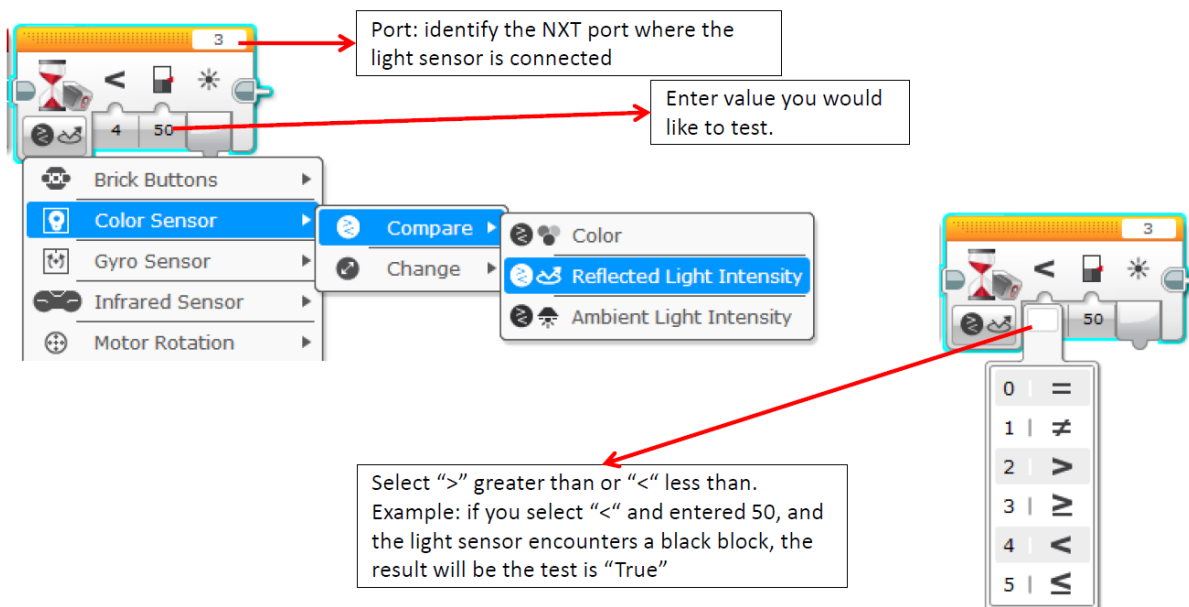 3
Port: identify the NXT port where the
light sensor is connected
<
4 50
Enter value you would
like to test.
Brick Buttons
Color Sensor
Gyro Sensor
Infrared Sensor
Motor Rotation
Compare
Change
Color
Reflected Light Intensity
Ambient Light Intensity
3
<
50
0 | =
1 | ≠
2 | >
3 | ≥
4 | <
5 | ≤
Select “>” greater than or “<“ less than.
Example: if you select “<“ and entered 50, and
the light sensor encounters a black block, the
result will be the test is “True”